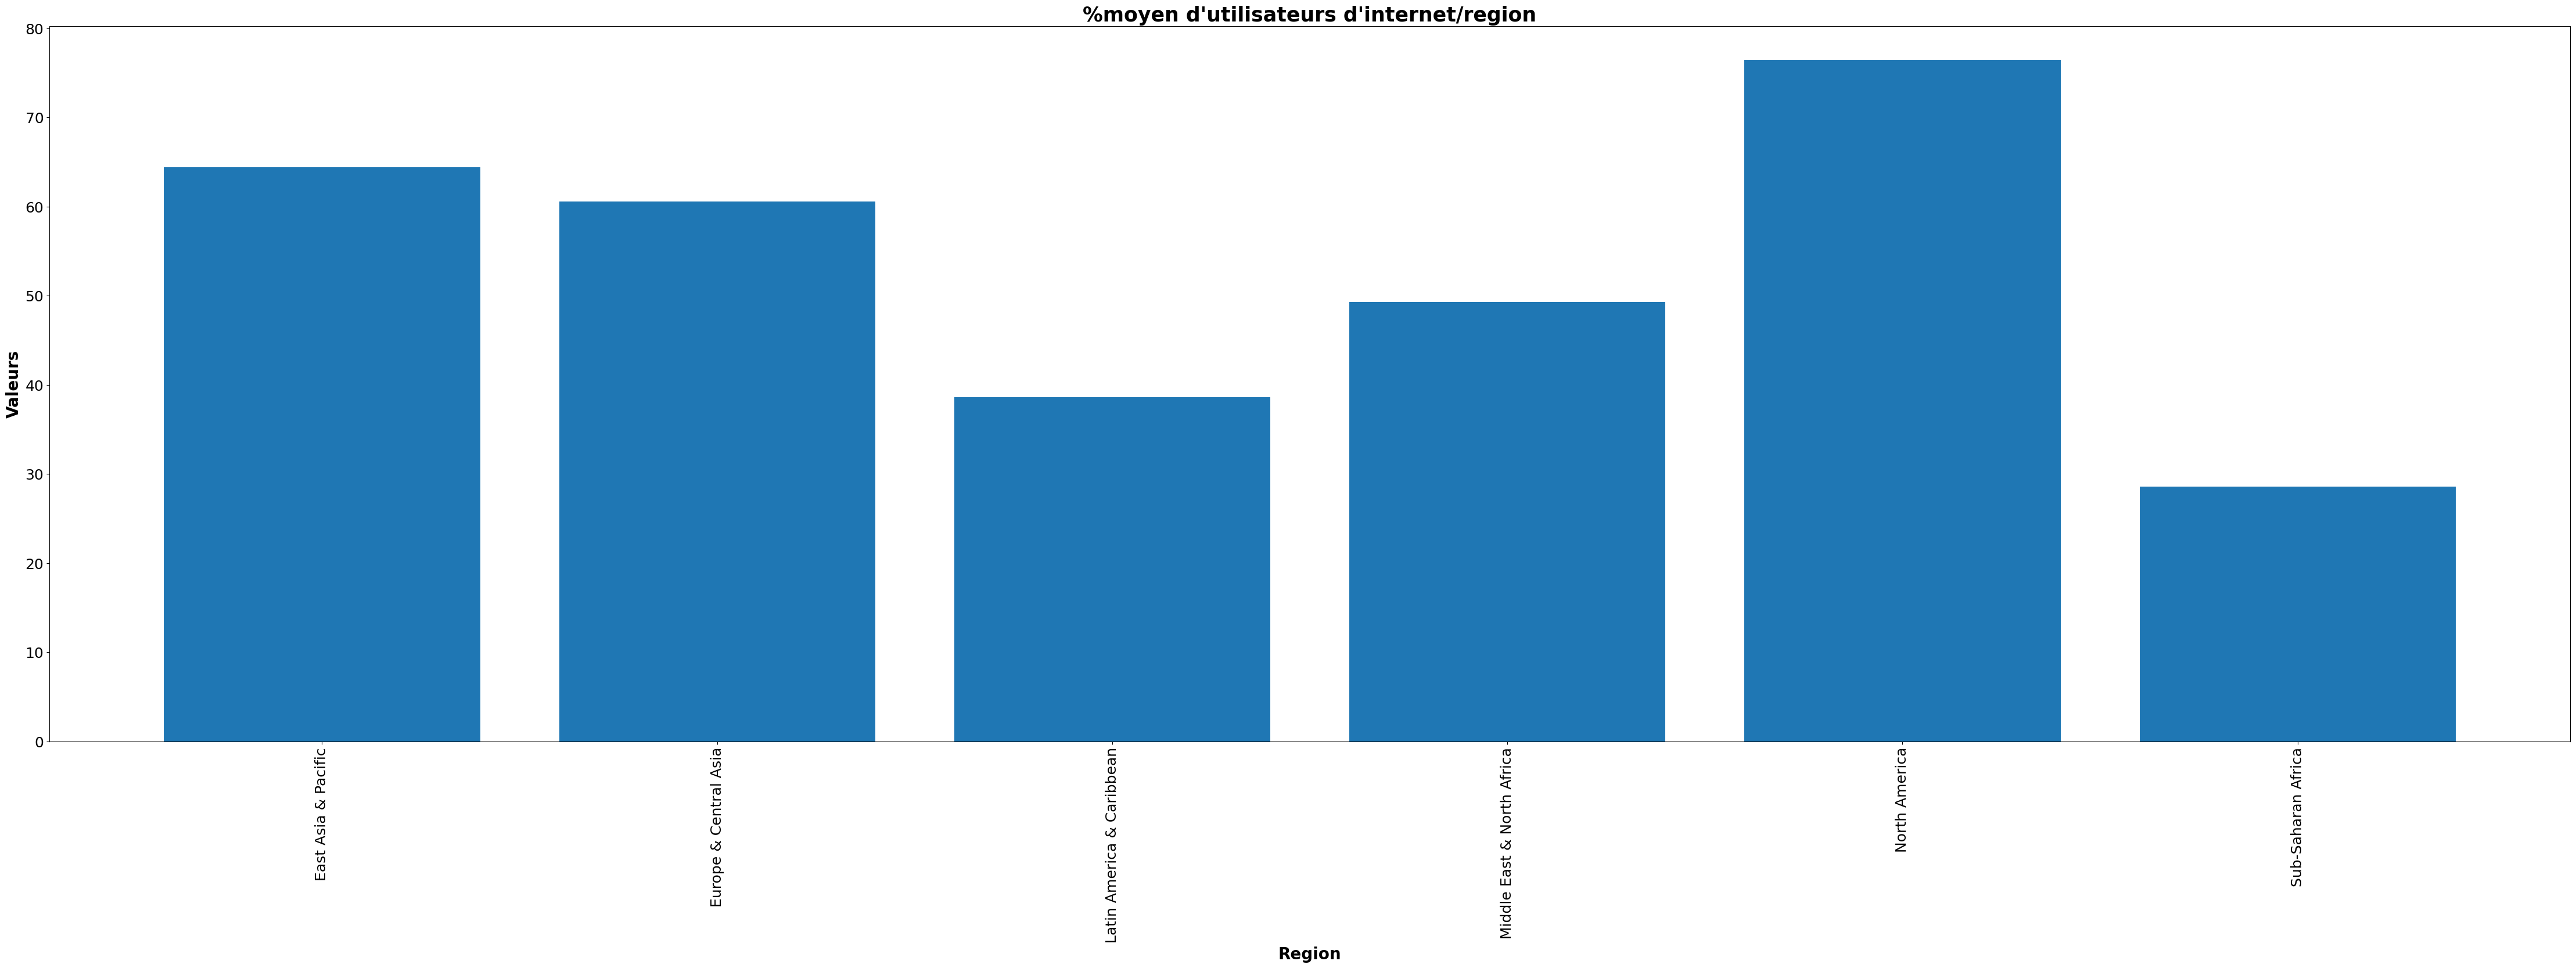 %moyen d'utilisateurs d'internet/region
Valeurs
80
70
60
50
40
30
20
10
0
East Asia & Pacific
Europe & Central Asia
Latin America & Caribbean
Middle East & North Africa
North America
Sub-Saharan Africa
Region